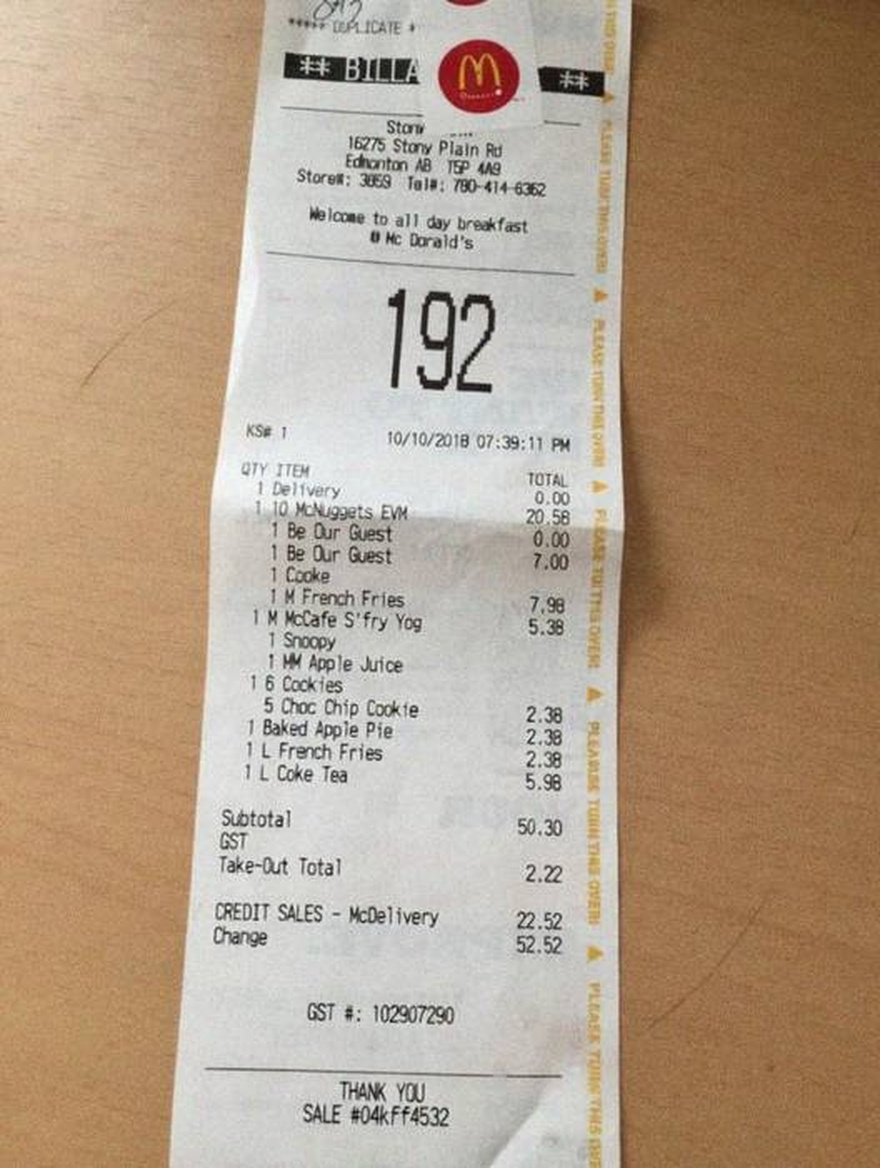 ***** DUPLICATE *
** BILLA **
Stony
16275 Stony Plain Rd
Edmonton AB T5P 4A9
Store#: 3859 Tel#: 780-414-6362
Welcome to all day breakfast
@ Mc Donald's
192
KS# 1 10/10/2018 07:39:11 PM
QTY ITEM TOTAL
1 Delivery 0.00
1 10 McNuggets EVM 20.58
1 Be Our Guest 0.00
1 Be Our Guest 7.00
1 Cooke
1 M French Fries 7.98
1 M McCafe S'fry Yog 5.38
1 Snoopy
1 MM Apple Juice
1 6 Cookies
5 Choc Chip Cookie 2.38
1 Baked Apple Pie 2.38
1 L French Fries 2.38
1 L Coke Tea 5.98
Subtotal 50.30
GST
Take-Out Total 2.22
CREDIT SALES - McDelivery 22.52
Change 52.52
GST #: 102907290
THANK YOU
SALE #04kff4532
PLEASE TURN THIS OVER!